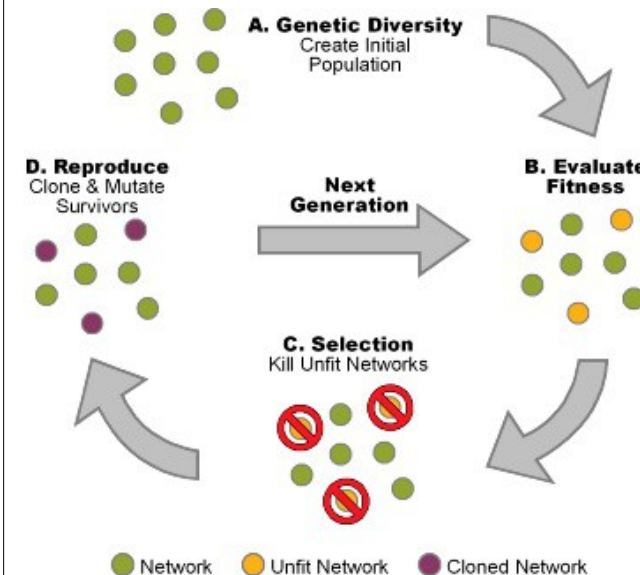 A. Genetic Diversity
Create Initial
Population
D. Reproduce
Clone & Mutate
Survivors
Next
Generation
B. Evaluate
Fitness
C. Selection
Kill Unfit Networks
Network
Unfit Network
Cloned Network